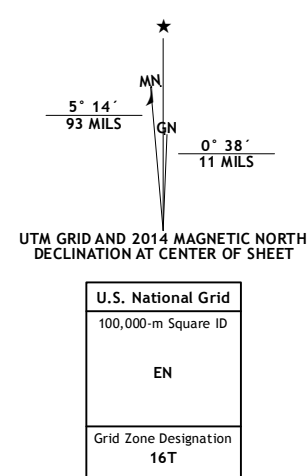 MN
GN
5° 14´
93 MILS
0° 38´
11 MILS
UTM GRID AND 2014 MAGNETIC NORTH
DECLINATION AT CENTER OF SHEET
U.S. National Grid
100,000-m Square ID
EN
Grid Zone Designation
16T